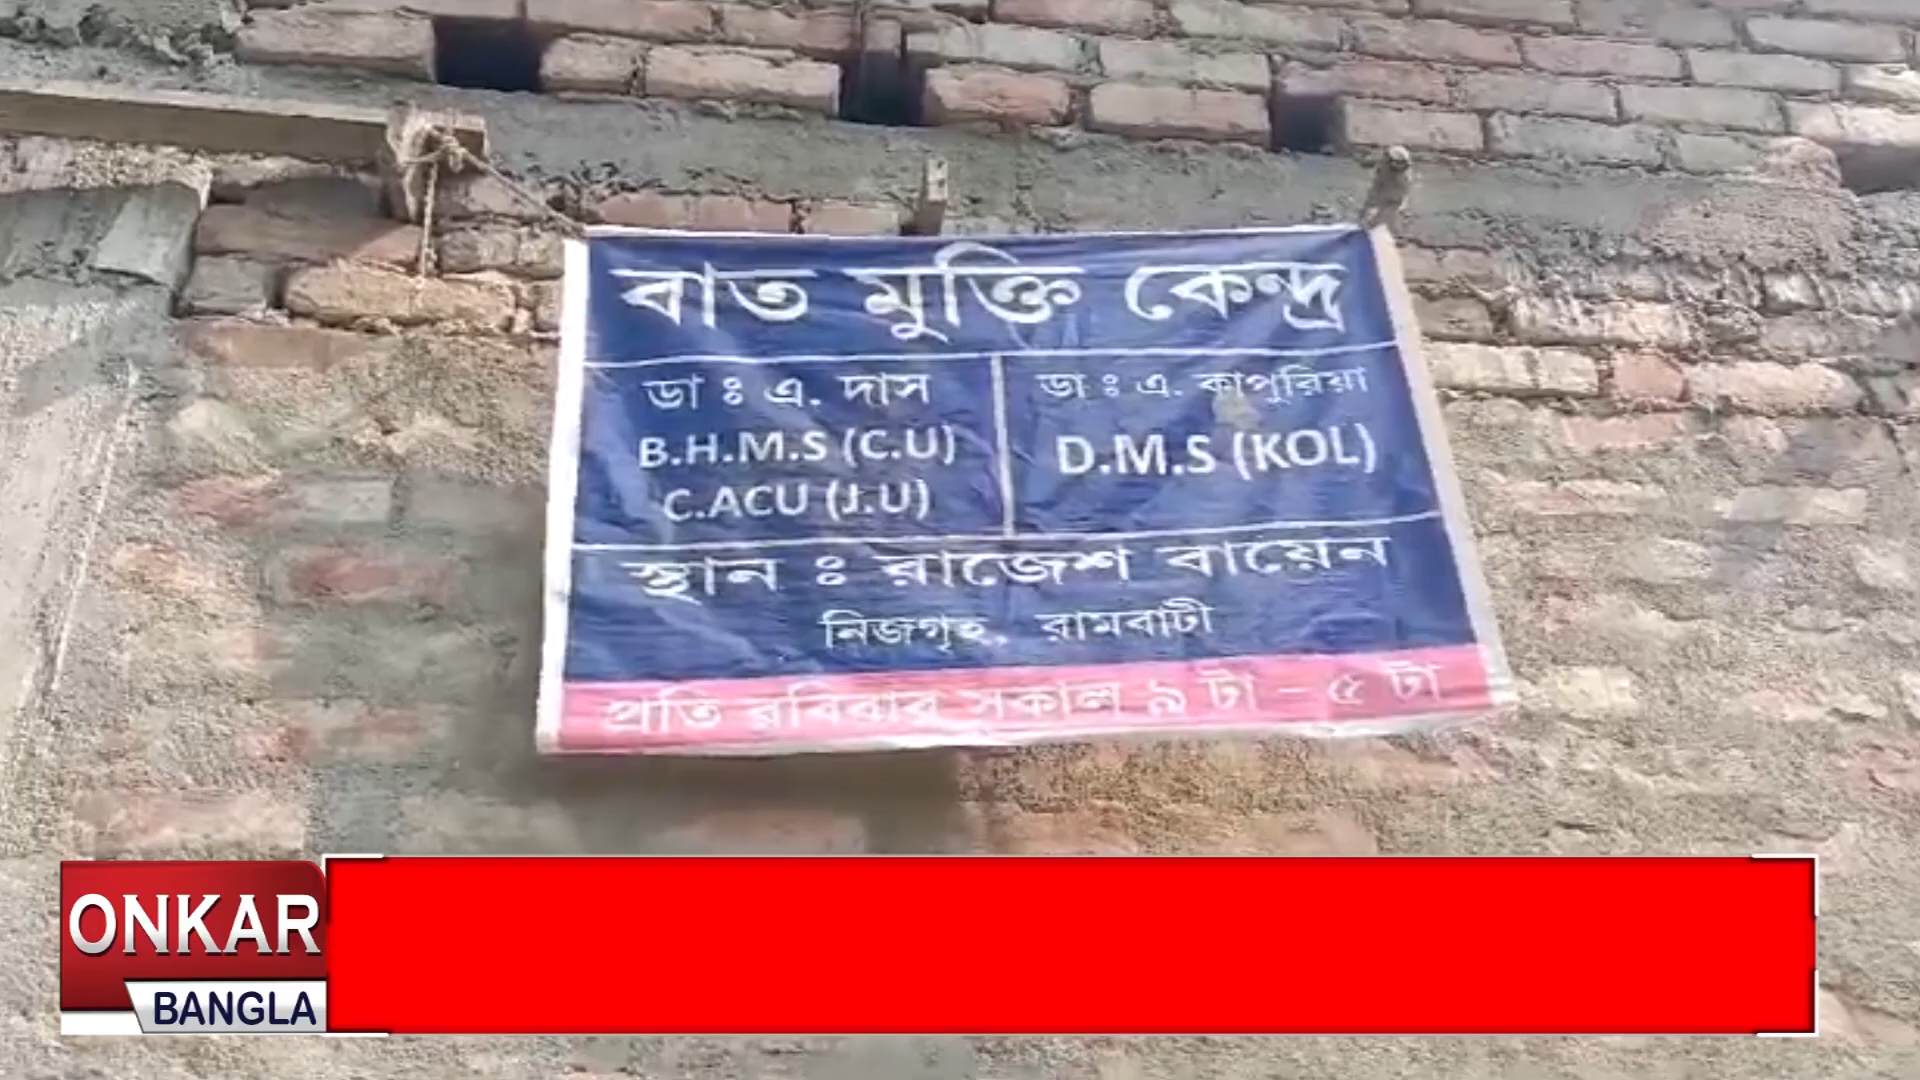 বাত মুক্তি কেন্দ্র
ডা ঃ এ. দাস
B.H.M.S (C.U)
C.ACU (J.U)
ডা ঃ এ. কাপুরিয়া
D.M.S (KOL)
স্থান ঃ রাজেশ বায়েন
নিজগৃহ, রামবাটী
প্রতি রবিবার সকাল ৯ টা - ৫ টা
ONKAR
BANGLA